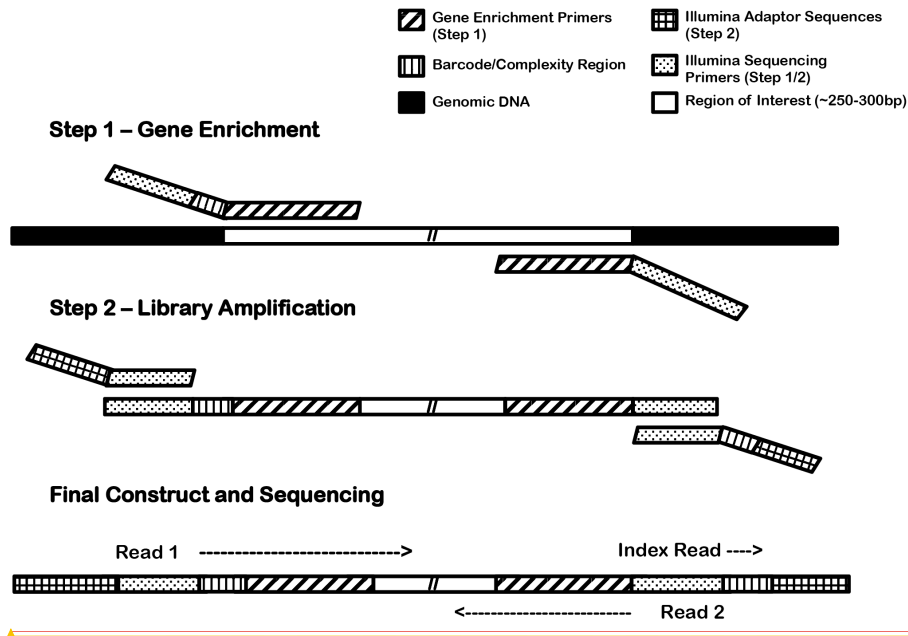 Gene Enrichment Primers
(Step 1)
Illumina Adaptor Sequences
(Step 2)
Barcode/Complexity Region
Illumina Sequencing
Primers (Step 1/2)
Genomic DNA
Region of Interest (~250-300bp)
Step 1 – Gene Enrichment
//
Step 2 – Library Amplification
//
Final Construct and Sequencing
Read 1 -------------------------->
Index Read ---->
//
<---------------------- Read 2